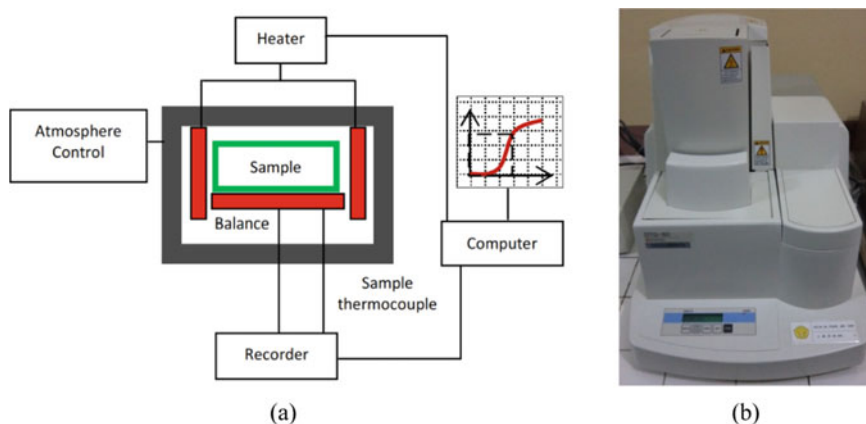 Heater
Atmosphere
Control
Sample
Balance
Computer
Sample
thermocouple
Recorder
(a)
(b)